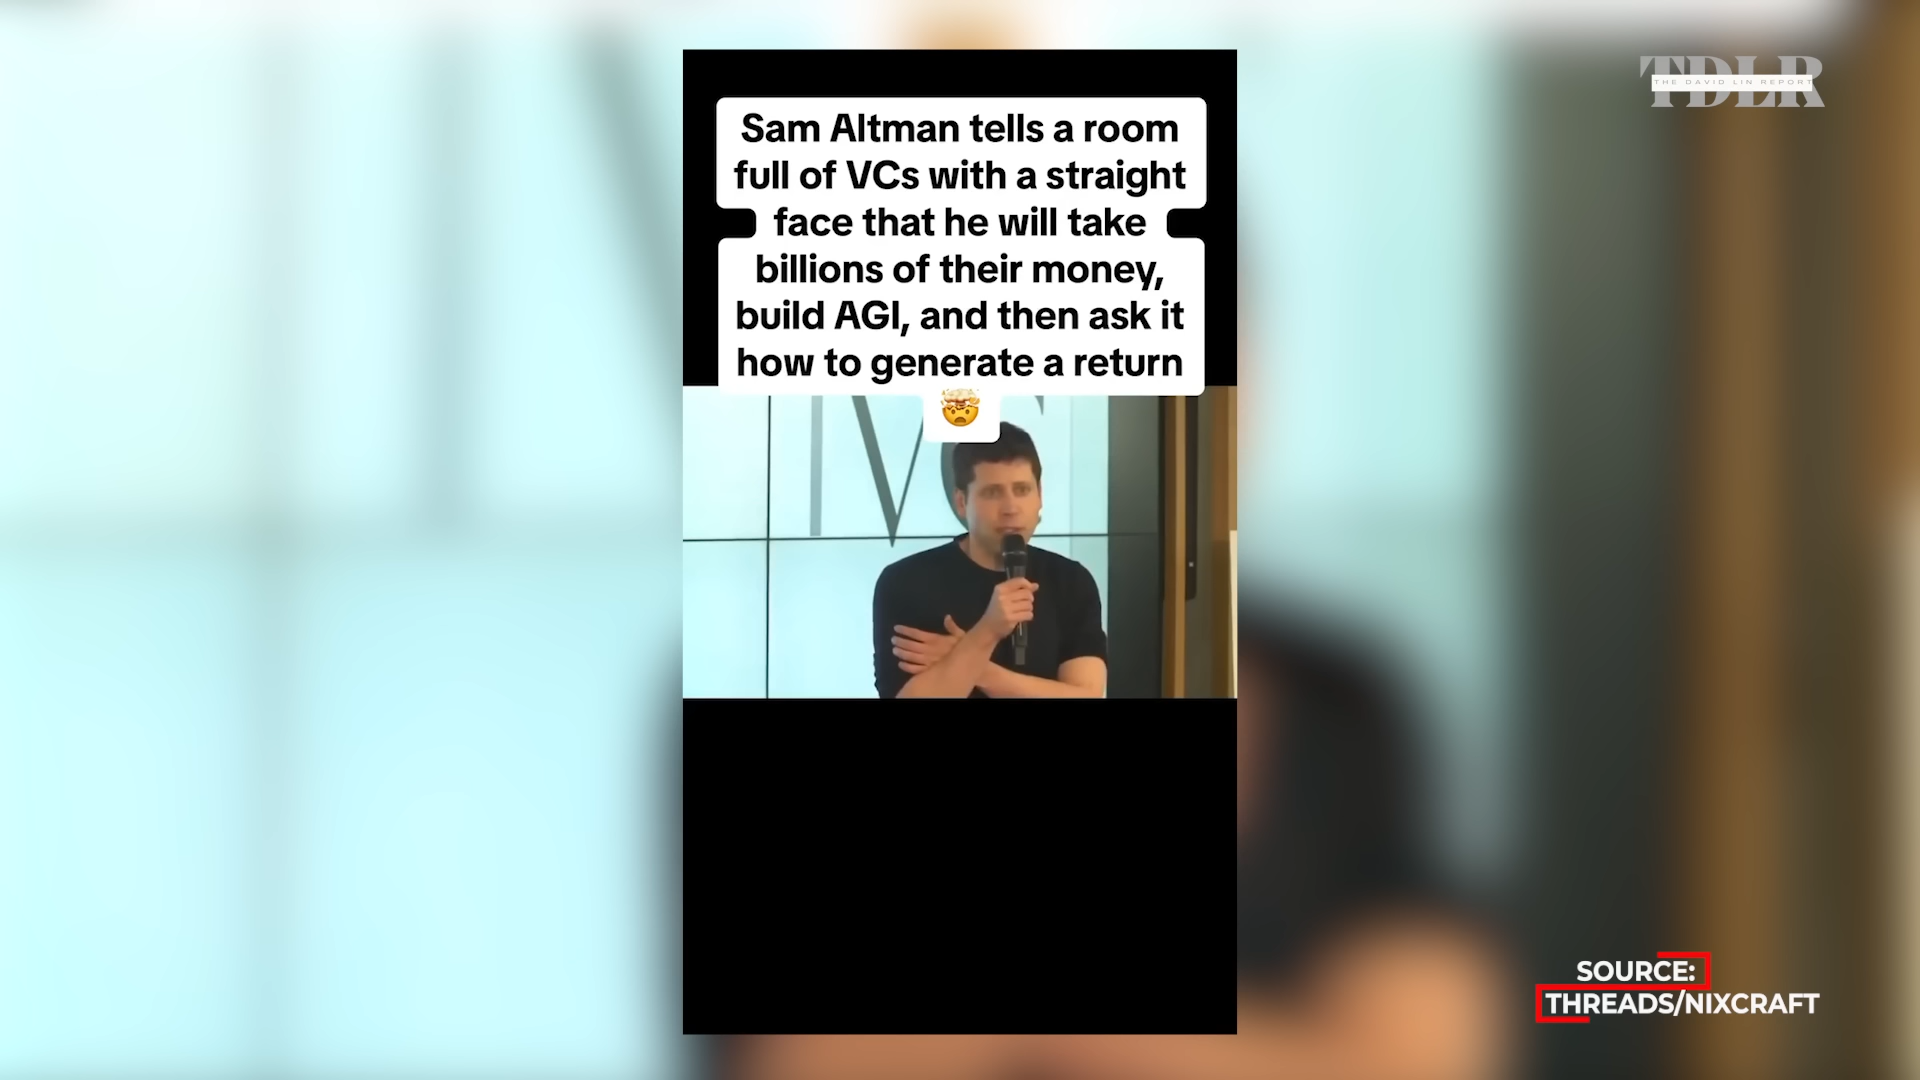 Sam Altman tells a room
full of VCs with a straight
face that he will take
billions of their money,
build AGI, and then ask it
how to generate a return
🤯
TDLR
THE DAVID LIN REPORT
SOURCE:
THREADS/NIXCRAFT